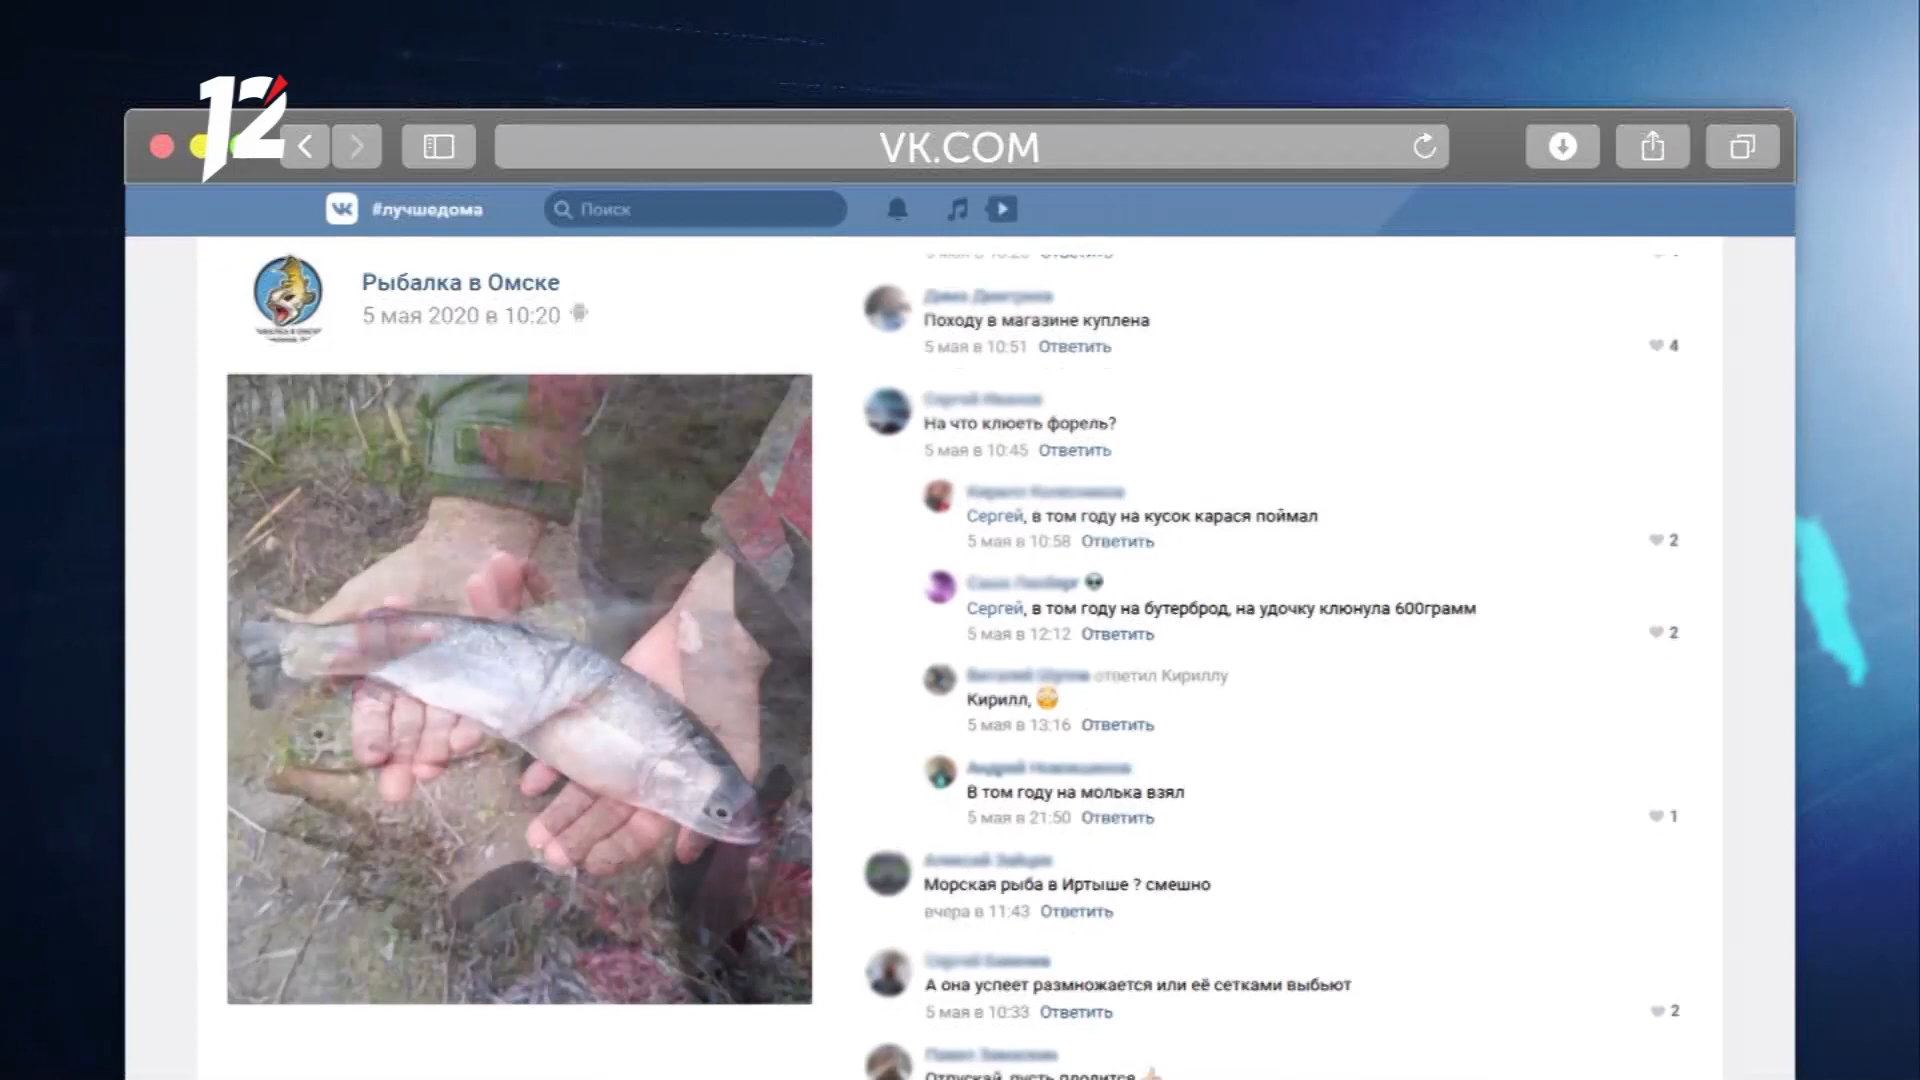 12
VK.COM
#лучшедома
Поиск
Рыбалка в Омске
5 мая 2020 в 10:20
Походу в магазине куплена
5 мая в 10:51 Ответить
4
На что клюеть форель?
5 мая в 10:45 Ответить
Сергей, в том году на кусок карася поймал
5 мая в 10:58 Ответить
2
Сергей, в том году на бутерброд, на удочку клюнула 600грамм
5 мая в 12:12 Ответить
2
ответил Кириллу
Кирилл,
5 мая в 13:16 Ответить
В том году на молька взял
5 мая в 21:50 Ответить
1
Морская рыба в Иртыше ? смешно
вчера в 11:43 Ответить
А она успеет размножается или её сетками выбьют
5 мая в 10:33 Ответить
2
Отпускай, пусть плодится